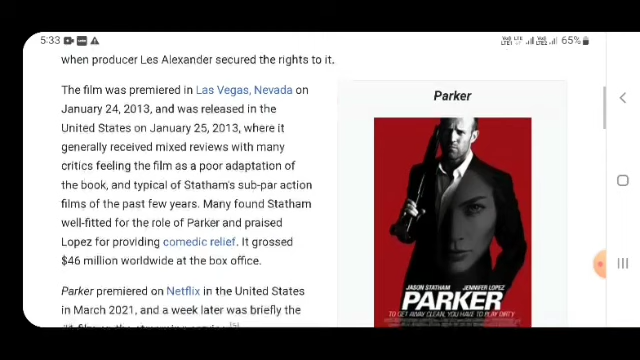 5:33
65%
when producer Les Alexander secured the rights to it.
The film was premiered in Las Vegas, Nevada on
January 24, 2013, and was released in the
United States on January 25, 2013, where it
generally received mixed reviews with many
critics feeling the film as a poor adaptation of
the book, and typical of Statham's sub-par action
films of the past few years. Many found Statham
well-fitted for the role of Parker and praised
Lopez for providing comedic relief. It grossed
$46 million worldwide at the box office.
Parker premiered on Netflix in the United States
in March 2021, and a week later was briefly the
Parker
JASON STATHAM JENNIFER LOPEZ
PARKER
TO GET AWAY CLEAN, YOU HAVE TO PLAY DIRTY